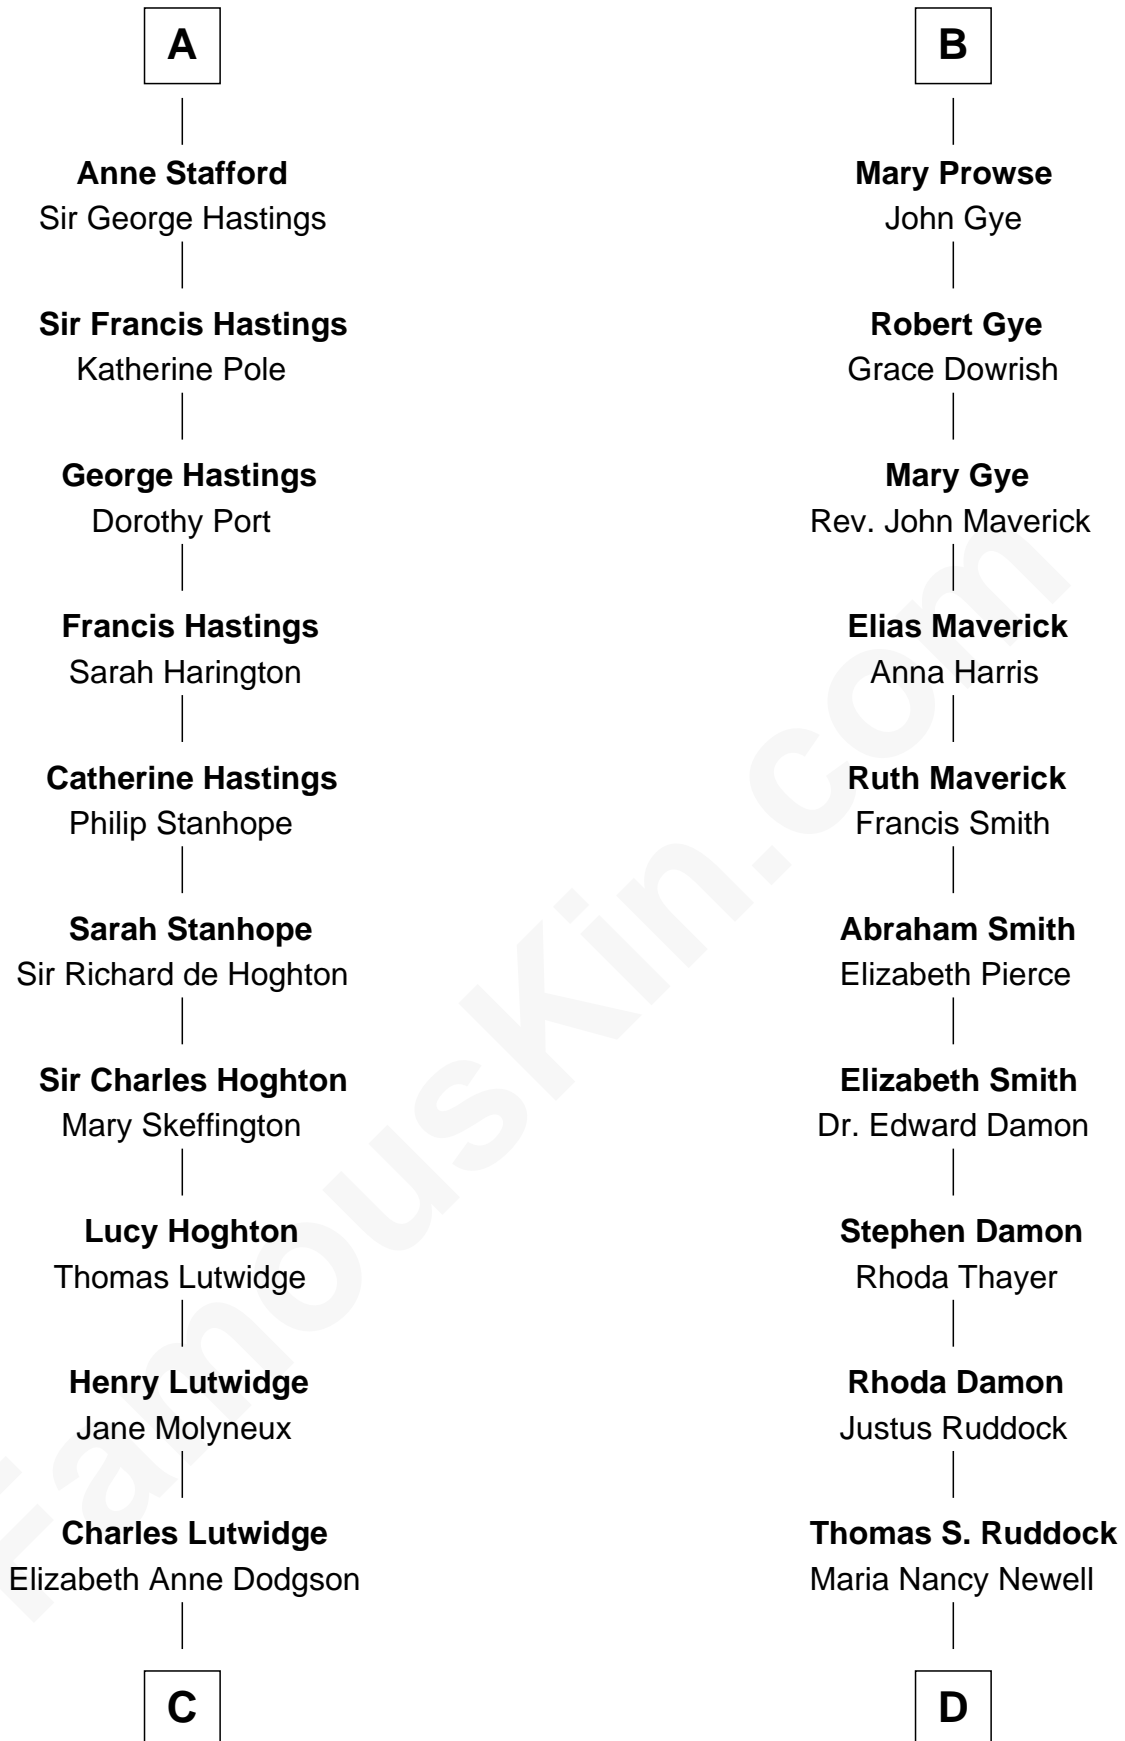 A
Anne Stafford
Sir George Hastings
Sir Francis Hastings
Katherine Pole
George Hastings
Dorothy Port
Francis Hastings
Sarah Harington
Catherine Hastings
Philip Stanhope
Sarah Stanhope
Sir Richard de Hoghton
Sir Charles Hoghton
Mary Skeffington
Lucy Hoghton
Thomas Lutwidge
Henry Lutwidge
Jane Molyneux
Charles Lutwidge
Elizabeth Anne Dodgson
C
B
Mary Prowse
John Gye
Robert Gye
Grace Dowrish
Mary Gye
Rev. John Maverick
Elias Maverick
Anna Harris
Ruth Maverick
Francis Smith
Abraham Smith
Elizabeth Pierce
Elizabeth Smith
Dr. Edward Damon
Stephen Damon
Rhoda Thayer
Rhoda Damon
Justus Ruddock
Thomas S. Ruddock
Maria Nancy Newell
D
FamousKin.com